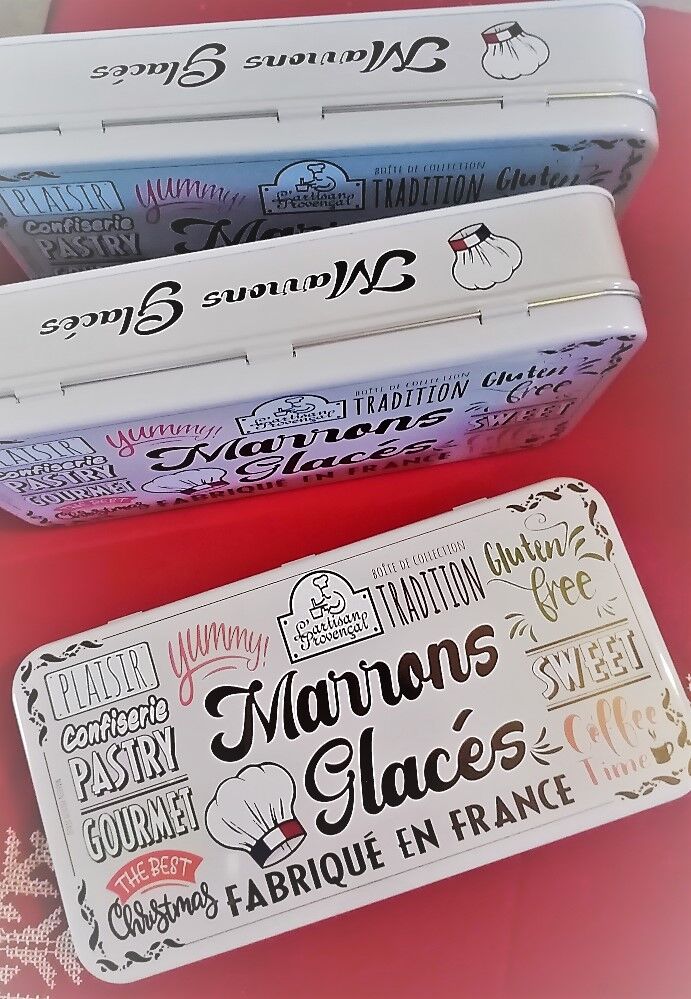 Marrons Glacés
PLAISIR
yummy!
L'artisan
Provençal
BOÎTE DE COLLECTION
TRADITION
Gluten
Confiserie
PASTRY
Marrons Glacés
PLAISIR
yummy!
L'artisan
Provençal
BOÎTE DE COLLECTION
TRADITION
Gluten
free
Confiserie
PASTRY
GOURMET
Christmas
Marrons
Glacés
SWEET
FABRIQUÉ EN FRANCE
PLAISIR
yummy!
L'artisan
Provençal
BOÎTE DE COLLECTION
TRADITION
Gluten
free
Confiserie
PASTRY
GOURMET
THE BEST
Christmas
Marrons
Glacés
FABRIQUÉ EN FRANCE
SWEET
Coffee
Time